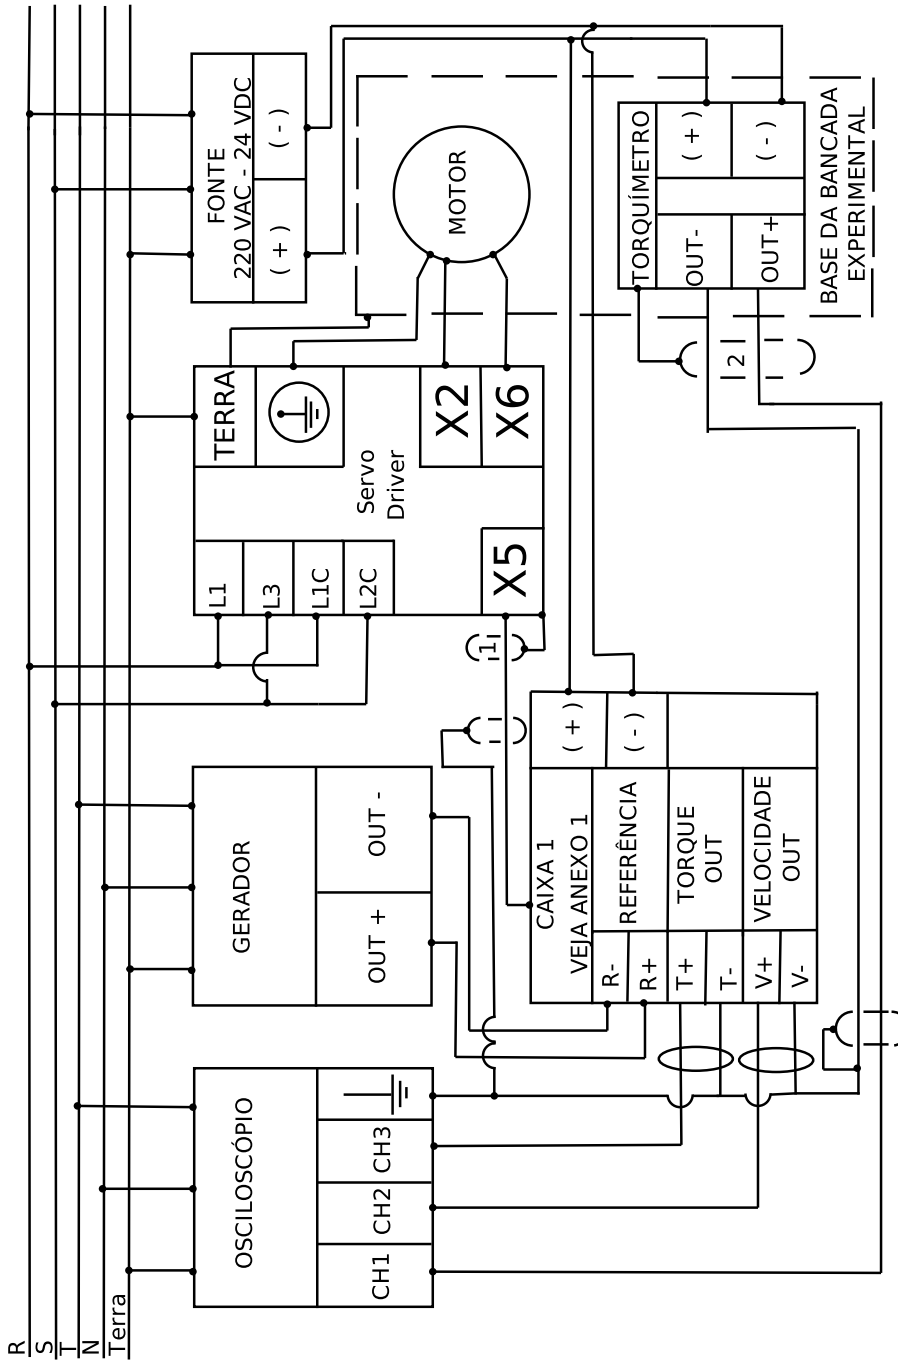 R
S
T
N
Terra
OSCILOSCÓPIO
CH1
CH2
CH3
GERADOR
OUT +
OUT -
L1
L3
L1C
L2C
Servo
Driver
TERRA
X5
X2
X6
FONTE
220 VAC - 24 VDC
( + )
( - )
MOTOR
1
CAIXA 1
VEJA ANEXO 1
R-
R+
T+
T-
V+
V-
REFERÊNCIA
TORQUE
OUT
VELOCIDADE
OUT
( + )
( - )
2
TORQUÍMETRO
OUT-
OUT+
( + )
( - )
BASE DA BANCADA
EXPERIMENTAL